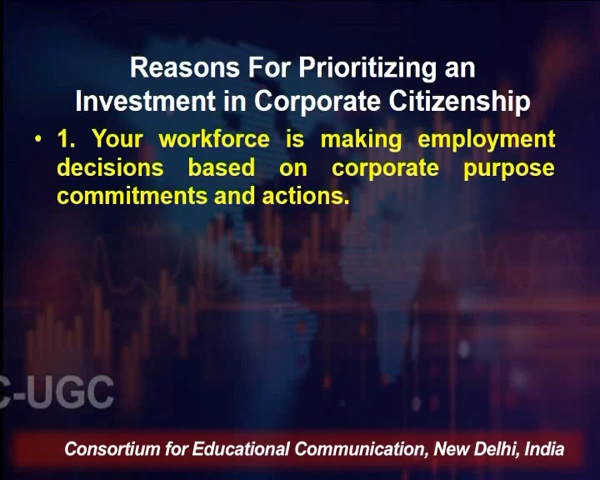 Reasons For Prioritizing an
Investment in Corporate Citizenship
• 1. Your workforce is making employment
decisions based on corporate purpose
commitments and actions.
C-UGC
Consortium for Educational Communication, New Delhi, India